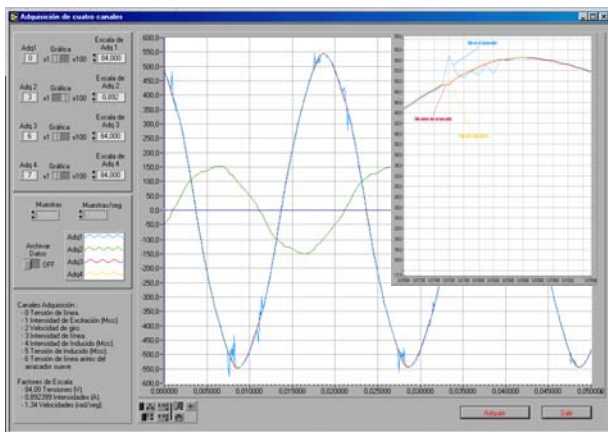 Adquisición de cuatro canales
Adq1
Gráfica
Escala de
Adq 1
0
x1
x100
84,000
Adq 2
Gráfica
Escala de
Adq 2
3
x1
x100
0,892
Adq 3
Gráfica
Escala de
Adq 3
6
x1
x100
84,000
Adq 4
Gráfica
Escala de
Adq 4
7
x1
x100
84,000
Muestras
Muestras/seg
Archivar
Datos
OFF
Adq1
Adq2
Adq3
Adq4
Canales Adquisición :
- 0 Tensión de línea.
- 1 Intensidad de Excitación (Mcc).
- 2 Velocidad de giro.
- 3 Intensidad de línea.
- 4 Intensidad de Inducido (Mcc).
- 5 Tensión de Inducido (Mcc).
- 6 Tensión de línea antes del
arrancador suave.
Factores de Escala:
- 84,00 Tensiones (V).
- 0,892399 Intensidades (A).
- 1,34 Velocidades (rad/seg).
600,0
550,0
500,0
450,0
400,0
350,0
300,0
250,0
200,0
150,0
100,0
50,0
0,0
-50,0
-100,0
-150,0
-200,0
-250,0
-300,0
-350,0
-400,0
-450,0
-500,0
-550,0
-600,0
0,000000
0,005000
0,010000
0,015000
0,020000
0,025000
0,030000
0,035000
0,040000
0,045000
0,050000
Adquirir
Salir